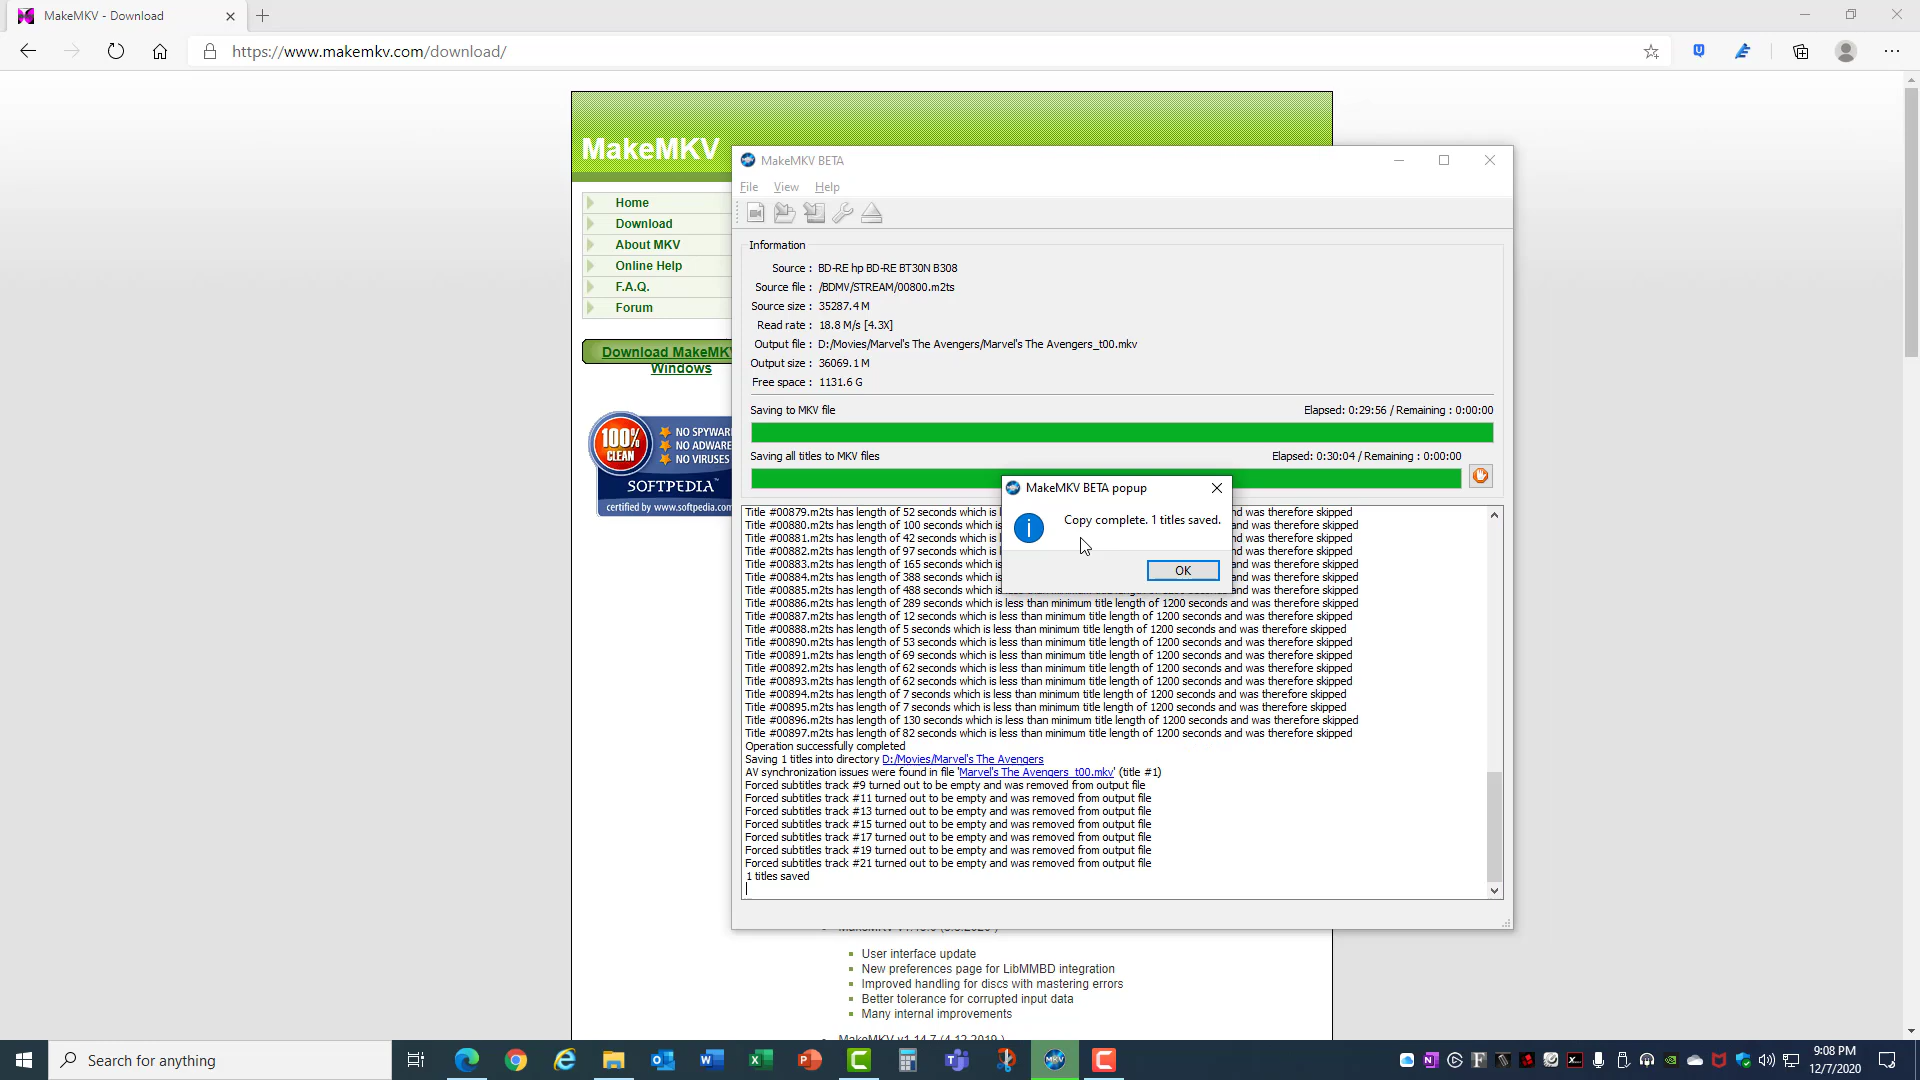 MakeMKV - Download
https://www.makemkv.com/download/
MakeMKV
Home
Download
About MKV
Online Help
F.A.Q.
Forum
Download MakeMKV
Windows
100%
CLEAN
NO SPYWARE
NO ADWARE
NO VIRUSES
SOFTPEDIA
certified by www.softpedia.com
MakeMKV BETA
File View Help
Information
Source : BD-RE hp BD-RE BT30N B308
Source file : /BDMV/STREAM/00800.m2ts
Source size : 35287.4 M
Read rate : 18.8 M/s [4.3X]
Output file : D:/Movies/Marvel's The Avengers/Marvel's The Avengers_t00.mkv
Output size : 36069.1 M
Free space : 1131.6 G
Saving to MKV file Elapsed: 0:29:56 / Remaining : 0:00:00
Saving all titles to MKV files Elapsed: 0:30:04 / Remaining : 0:00:00
MakeMKV BETA popup
Copy complete. 1 titles saved.
OK
Title #00879.m2ts has length of 52 seconds which is and was therefore skipped
Title #00880.m2ts has length of 100 seconds which is and was therefore skipped
Title #00881.m2ts has length of 42 seconds which is and was therefore skipped
Title #00882.m2ts has length of 97 seconds which is and was therefore skipped
Title #00883.m2ts has length of 165 seconds which is and was therefore skipped
Title #00884.m2ts has length of 388 seconds which is and was therefore skipped
Title #00885.m2ts has length of 488 seconds which is less than minimum title length of 1200 seconds and was therefore skipped
Title #00886.m2ts has length of 289 seconds which is less than minimum title length of 1200 seconds and was therefore skipped
Title #00887.m2ts has length of 12 seconds which is less than minimum title length of 1200 seconds and was therefore skipped
Title #00888.m2ts has length of 5 seconds which is less than minimum title length of 1200 seconds and was therefore skipped
Title #00890.m2ts has length of 53 seconds which is less than minimum title length of 1200 seconds and was therefore skipped
Title #00891.m2ts has length of 69 seconds which is less than minimum title length of 1200 seconds and was therefore skipped
Title #00892.m2ts has length of 62 seconds which is less than minimum title length of 1200 seconds and was therefore skipped
Title #00893.m2ts has length of 62 seconds which is less than minimum title length of 1200 seconds and was therefore skipped
Title #00894.m2ts has length of 7 seconds which is less than minimum title length of 1200 seconds and was therefore skipped
Title #00895.m2ts has length of 7 seconds which is less than minimum title length of 1200 seconds and was therefore skipped
Title #00896.m2ts has length of 130 seconds which is less than minimum title length of 1200 seconds and was therefore skipped
Title #00897.m2ts has length of 82 seconds which is less than minimum title length of 1200 seconds and was therefore skipped
Operation successfully completed
Saving 1 titles into directory D:/Movies/Marvel's The Avengers
AV synchronization issues were found in file 'Marvel's The Avengers_t00.mkv' (title #1)
Forced subtitles track #9 turned out to be empty and was removed from output file
Forced subtitles track #11 turned out to be empty and was removed from output file
Forced subtitles track #13 turned out to be empty and was removed from output file
Forced subtitles track #15 turned out to be empty and was removed from output file
Forced subtitles track #17 turned out to be empty and was removed from output file
Forced subtitles track #19 turned out to be empty and was removed from output file
Forced subtitles track #21 turned out to be empty and was removed from output file
1 titles saved
User interface update
New preferences page for LibMMBD integration
Improved handling for discs with mastering errors
Better tolerance for corrupted input data
Many internal improvements
MakeMKV v1.14.7 (4.12.2019 )
Search for anything
9:08 PM
12/7/2020